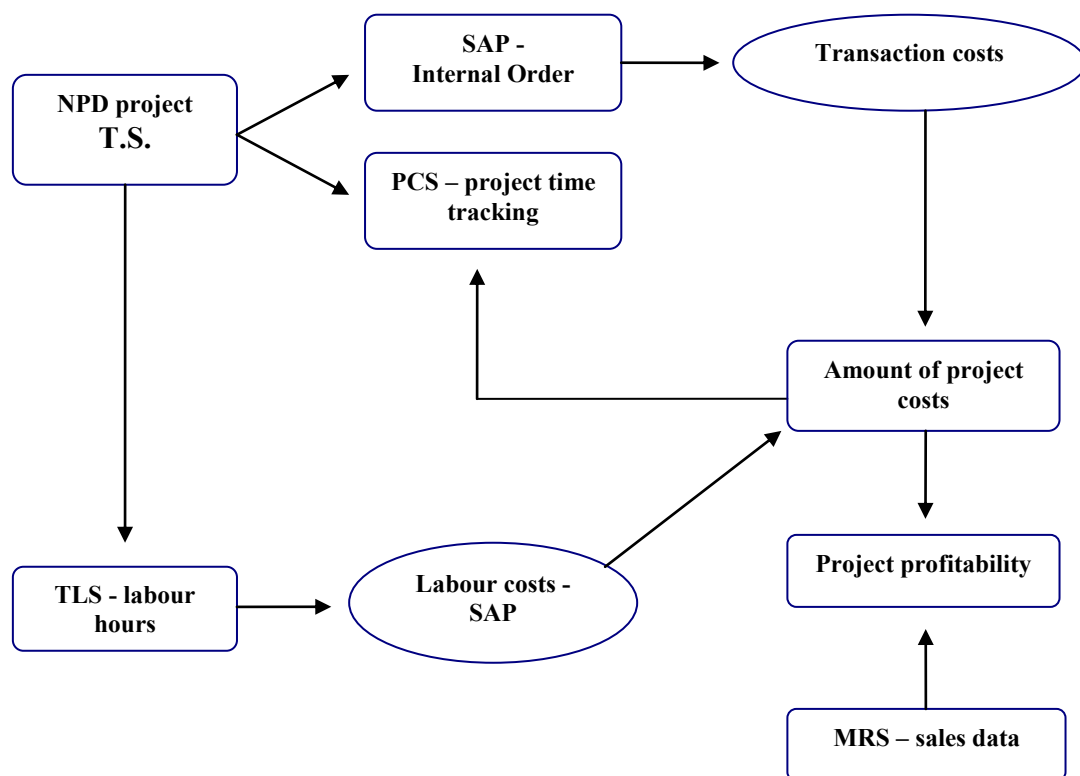 SAP -
Internal Order
Transaction costs
NPD project
T.S.
PCS – project time
tracking
Amount of project
costs
Project profitability
Labour costs -
SAP
TLS - labour
hours
MRS – sales data